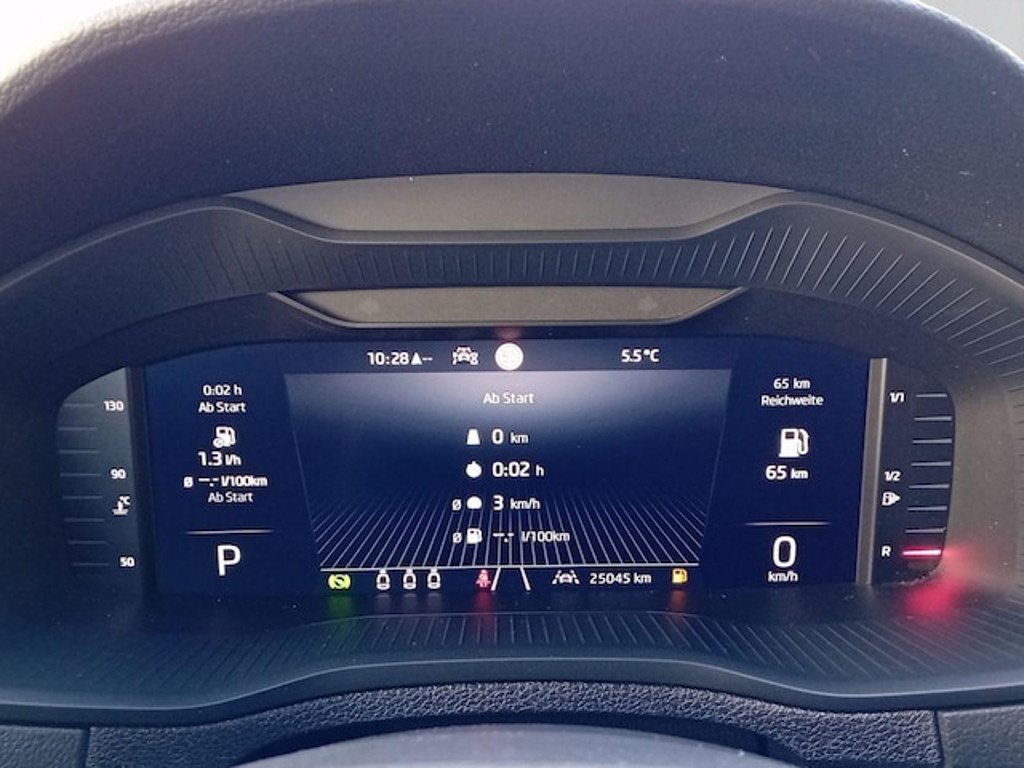 10:28
5.5°C
130
90
°C
50
0:02 h
Ab Start
1.3 l/h
ø --.- l/100km
Ab Start
P
Ab Start
0 km
0:02 h
ø 3 km/h
ø --.- l/100km
25045 km
65 km
Reichweite
65 km
0
km/h
1/1
1/2
R